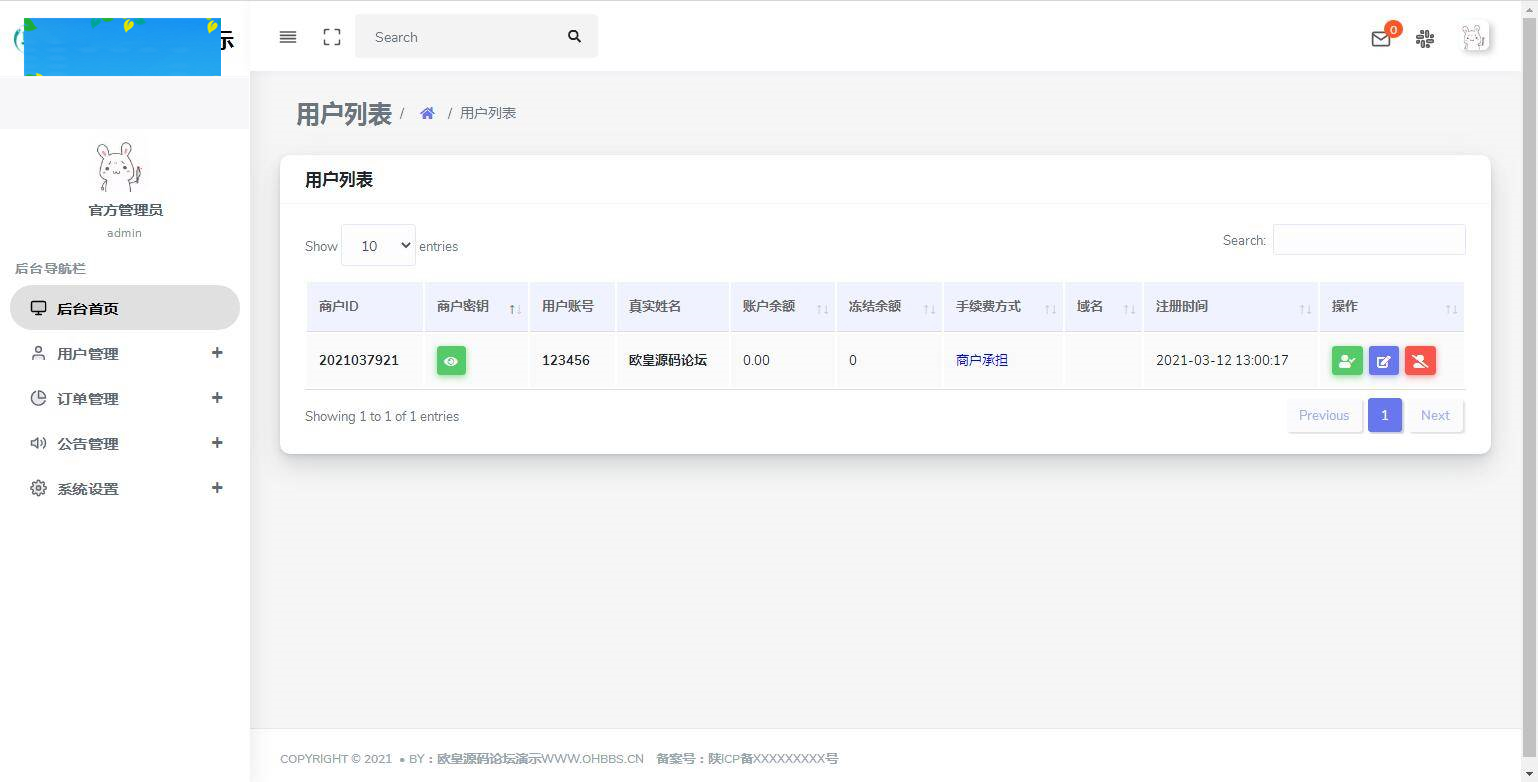 示
Search
0
用户列表 / / 用户列表
官方管理员
admin
后台导航栏
后台首页
用户管理 +
订单管理 +
公告管理 +
系统设置 +
用户列表
Show 10 entries
Search:
商户ID 商户密钥 用户账号 真实姓名 账户余额 冻结余额 手续费方式 域名 注册时间 操作
2021037921 123456 欧皇源码论坛 0.00 0 商户承担 2021-03-12 13:00:17
Showing 1 to 1 of 1 entries
Previous 1 Next
COPYRIGHT © 2021 • BY：欧皇源码论坛演示WWW.OHBBS.CN 备案号：陕ICP备XXXXXXXXX号